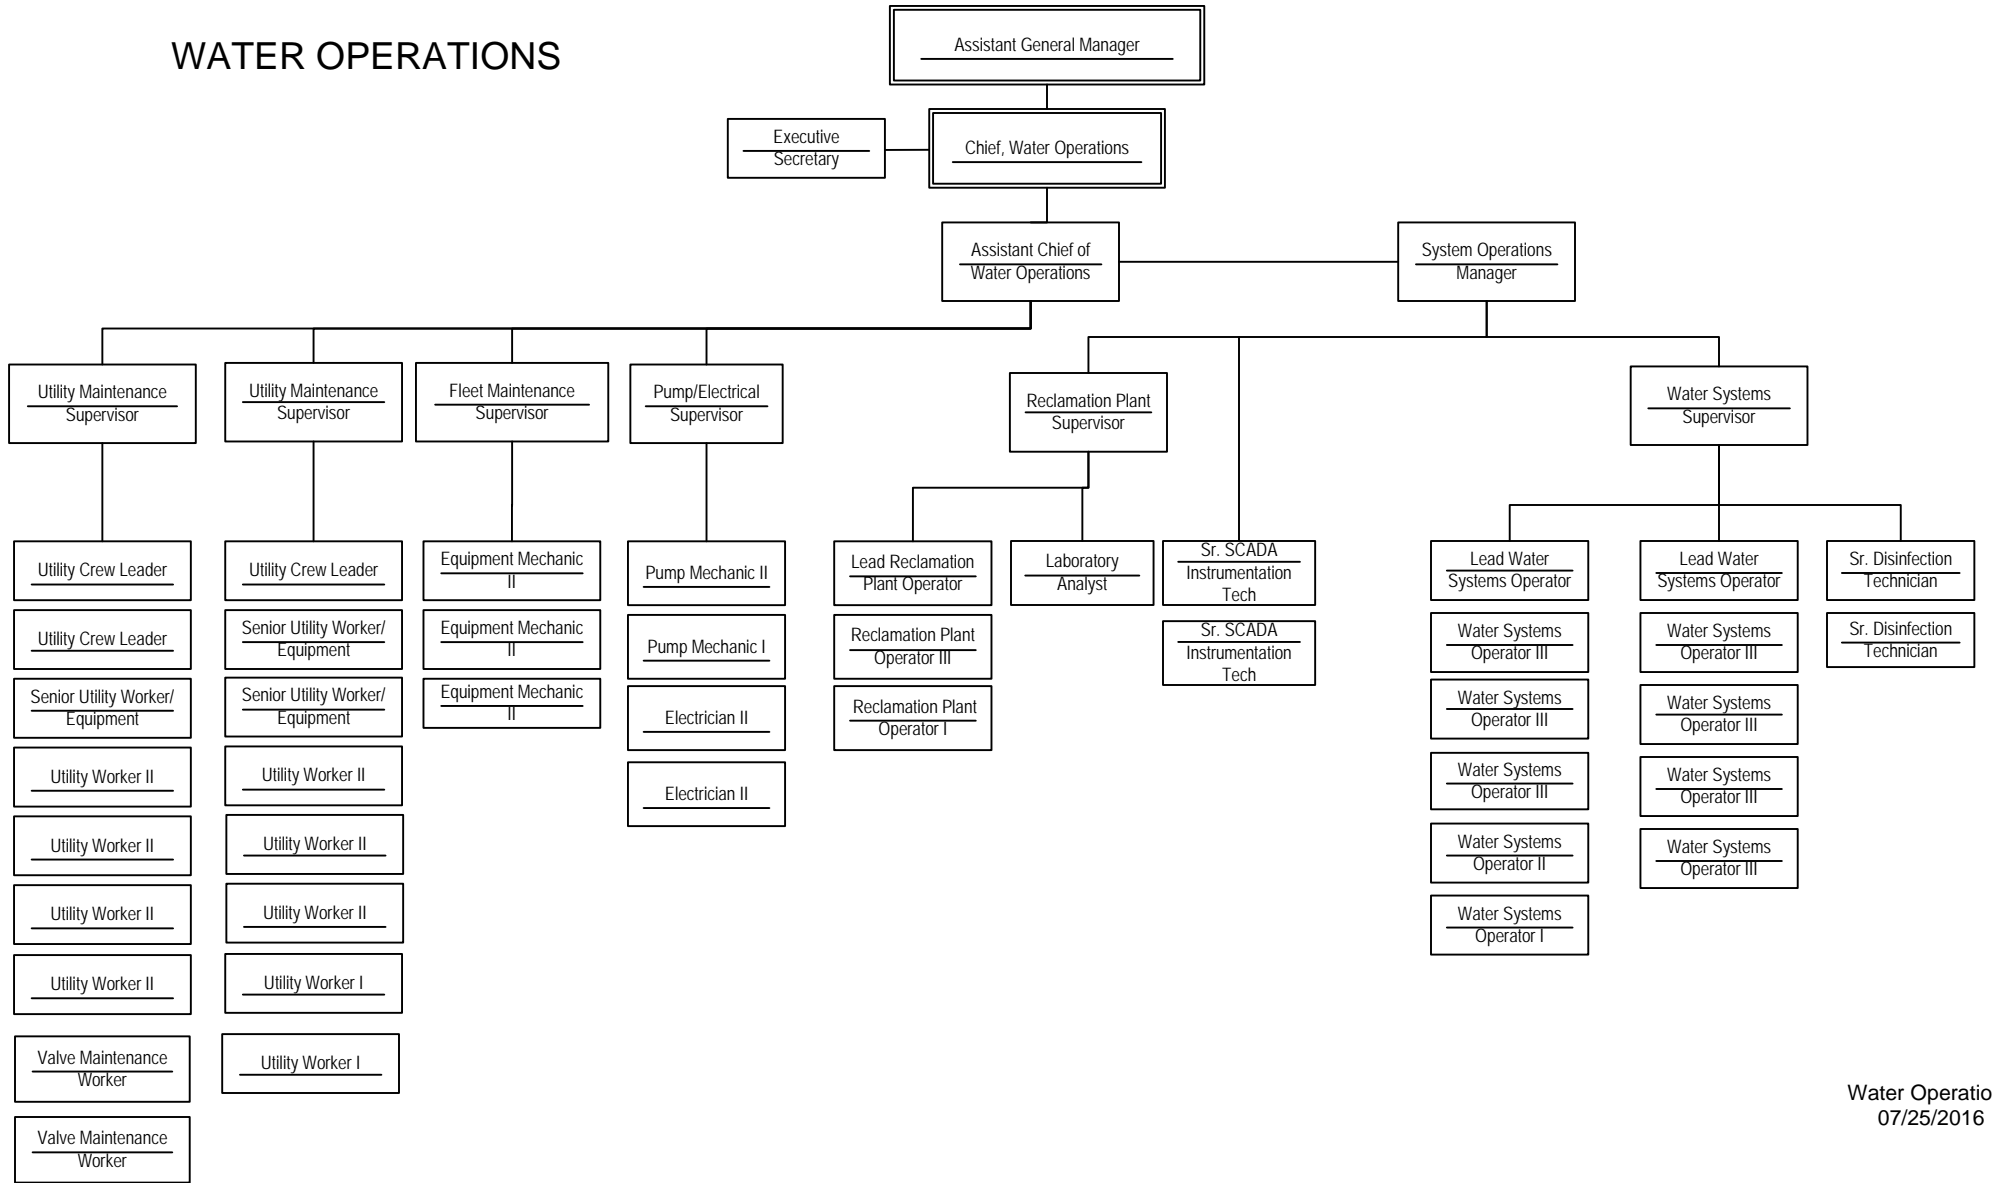 WATER OPERATIONS
Assistant General Manager
Executive
Secretary
Chief, Water Operations
Assistant Chief of
Water Operations
System Operations
Manager
Utility Maintenance
Supervisor
Utility Maintenance
Supervisor
Fleet Maintenance
Supervisor
Pump/Electrical
Supervisor
Reclamation Plant
Supervisor
Water Systems
Supervisor
Utility Crew Leader
Utility Crew Leader
Senior Utility Worker/
Equipment
Utility Worker II
Utility Worker II
Utility Worker II
Utility Worker II
Valve Maintenance
Worker
Valve Maintenance
Worker
Utility Crew Leader
Senior Utility Worker/
Equipment
Senior Utility Worker/
Equipment
Utility Worker II
Utility Worker II
Utility Worker II
Utility Worker I
Utility Worker I
Equipment Mechanic
II
Equipment Mechanic
II
Equipment Mechanic
II
Pump Mechanic II
Pump Mechanic I
Electrician II
Electrician II
Lead Reclamation
Plant Operator
Reclamation Plant
Operator III
Reclamation Plant
Operator I
Laboratory
Analyst
Sr. SCADA
Instrumentation
Tech
Sr. SCADA
Instrumentation
Tech
Lead Water
Systems Operator
Water Systems
Operator III
Water Systems
Operator III
Water Systems
Operator III
Water Systems
Operator II
Water Systems
Operator I
Lead Water
Systems Operator
Water Systems
Operator III
Water Systems
Operator III
Water Systems
Operator III
Water Systems
Operator III
Sr. Disinfection
Technician
Sr. Disinfection
Technician
Water Operatio
07/25/2016